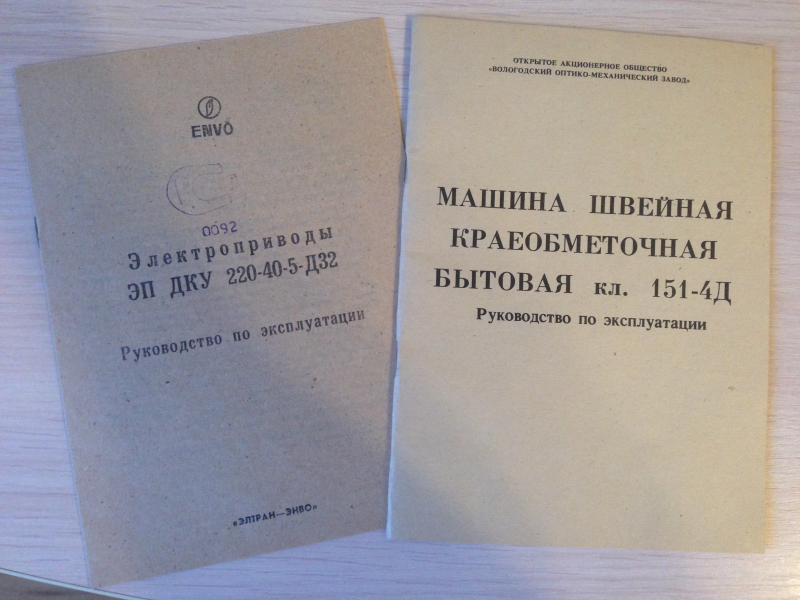 ENVO
0092
Электроприводы
ЭП ДКУ 220-40-5-Д32
Руководство по эксплуатации
«ЭЛТРАН—ЭНВО»
ОТКРЫТОЕ АКЦИОНЕРНОЕ ОБЩЕСТВО
«ВОЛОГОДСКИЙ ОПТИКО-МЕХАНИЧЕСКИЙ ЗАВОД»
МАШИНА ШВЕЙНАЯ
КРАЕОБМЕТОЧНАЯ
БЫТОВАЯ кл. 151-4Д
Руководство по эксплуатации